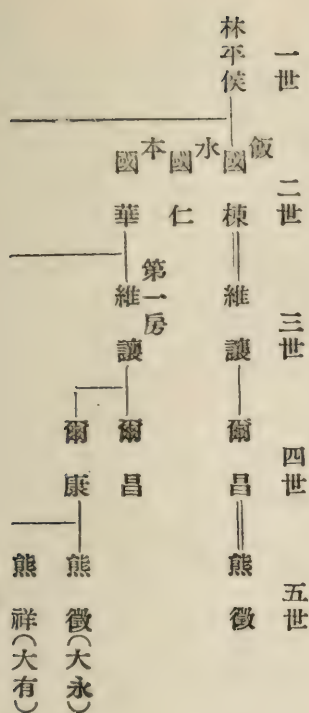 一世
二世
三世
四世
五世
林平侯
飯
國棟
維讓
爾昌
熊徵
水
國仁
本
國華
第一房
維讓
爾昌
爾康
熊徵(大永)
熊祥(大有)